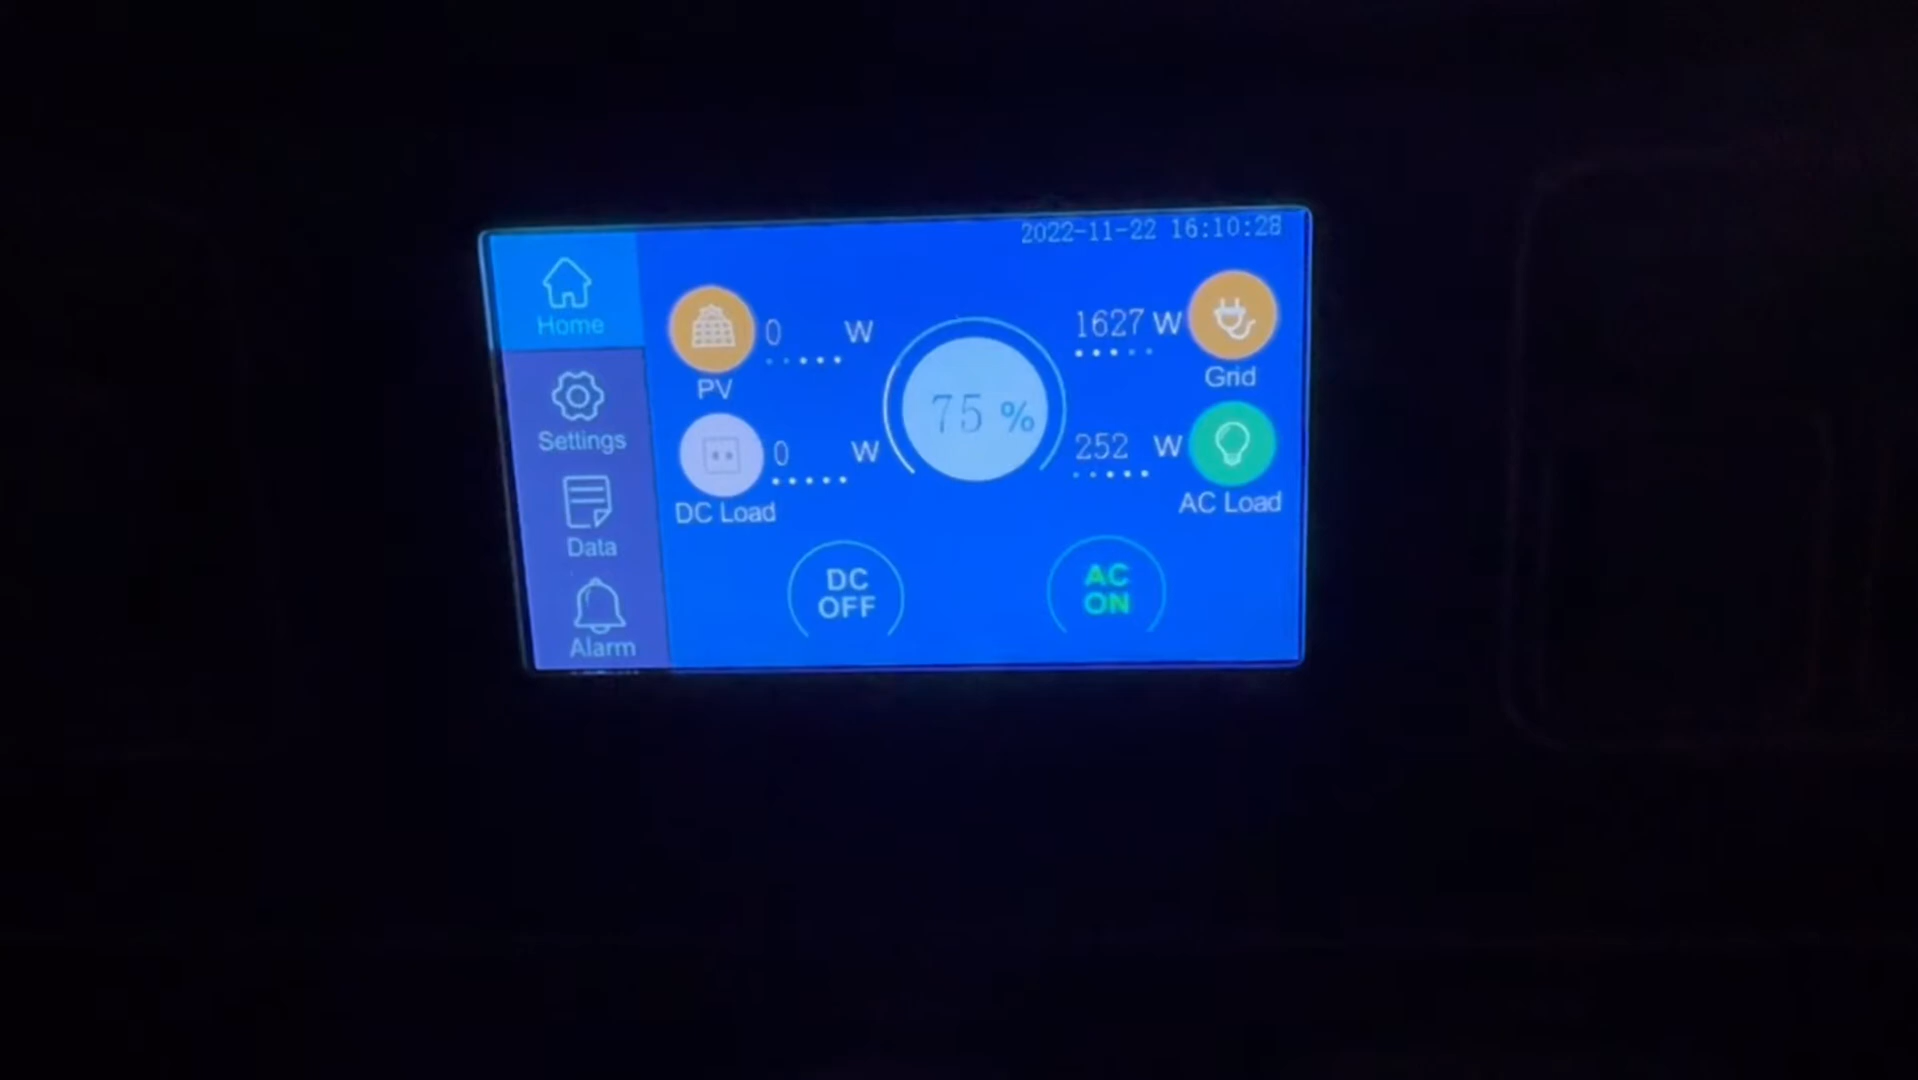 2022-11-22 16:10:28
Home
Settings
Data
Alarm
0 W
PV
0 W
DC Load
75 %
1627 W
Grid
252 W
AC Load
DC
OFF
AC
ON